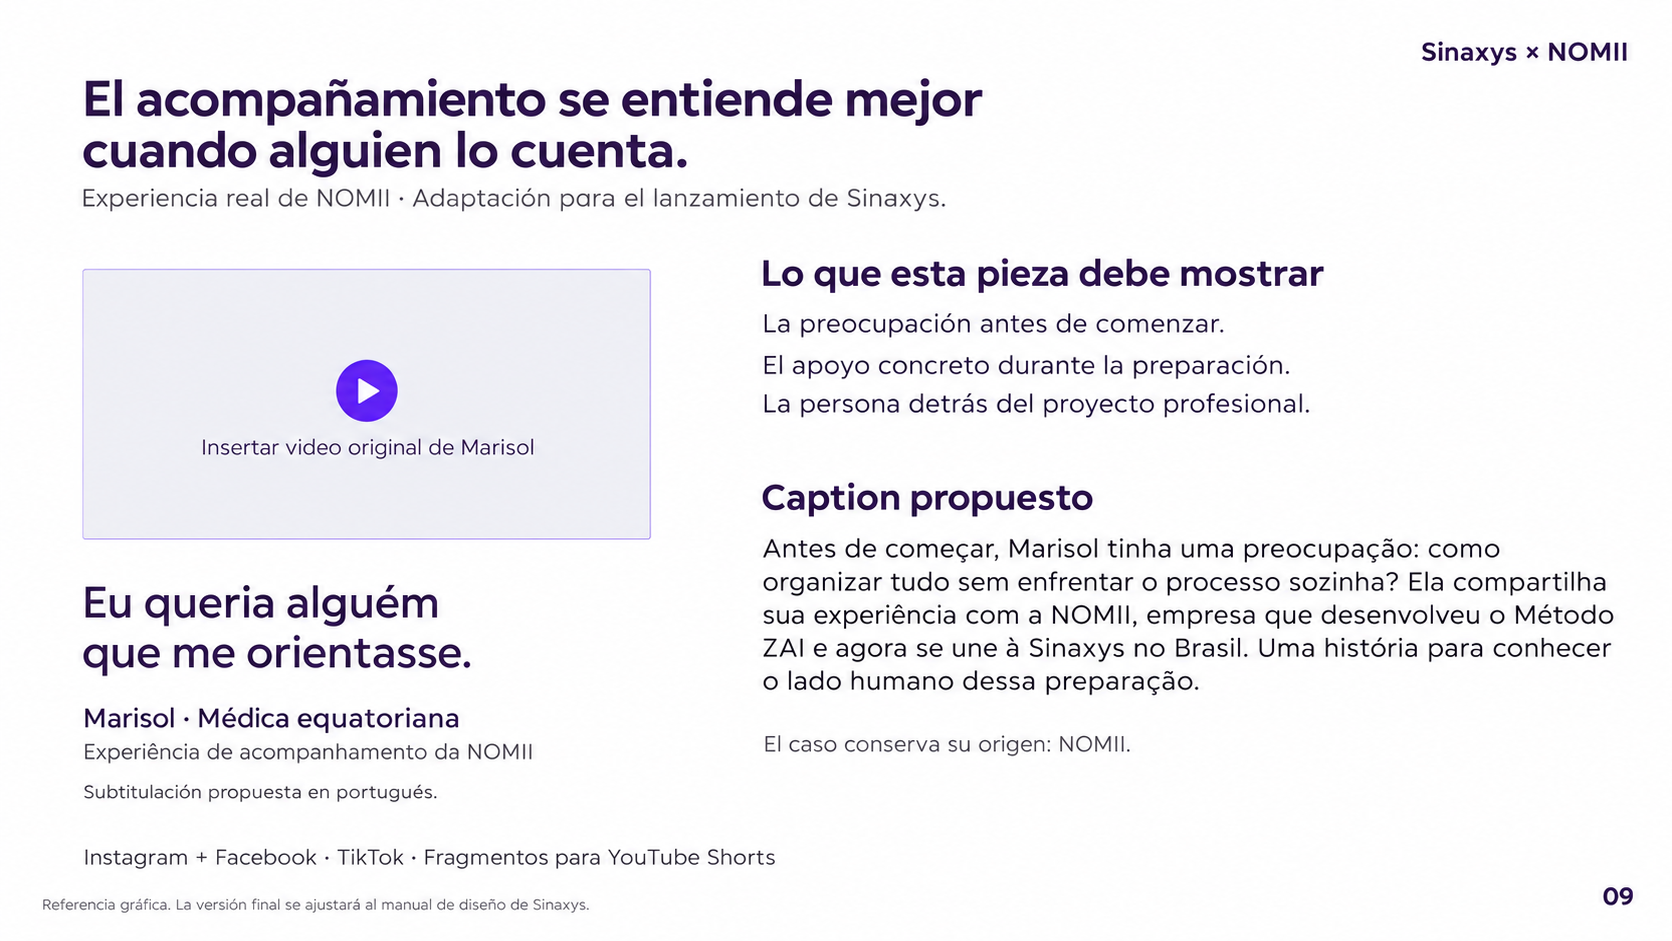 Sinaxys × NOMII
El acompañamiento se entiende mejor
cuando alguien lo cuenta.
Experiencia real de NOMII · Adaptación para el lanzamiento de Sinaxys.
Insertar video original de Marisol
Eu queria alguém
que me orientasse.
Marisol · Médica equatoriana
Experiência de acompanhamento da NOMII
Subtitulación propuesta en portugués.
Lo que esta pieza debe mostrar
La preocupación antes de comenzar.
El apoyo concreto durante la preparación.
La persona detrás del proyecto profesional.
Caption propuesto
Antes de começar, Marisol tinha uma preocupação: como
organizar tudo sem enfrentar o processo sozinha? Ela compartilha
sua experiência com a NOMII, empresa que desenvolveu o Método
ZAI e agora se une à Sinaxys no Brasil. Uma história para conhecer
o lado humano dessa preparação.
El caso conserva su origen: NOMII.
Instagram + Facebook · TikTok · Fragmentos para YouTube Shorts
Referencia gráfica. La versión final se ajustará al manual de diseño de Sinaxys.
09